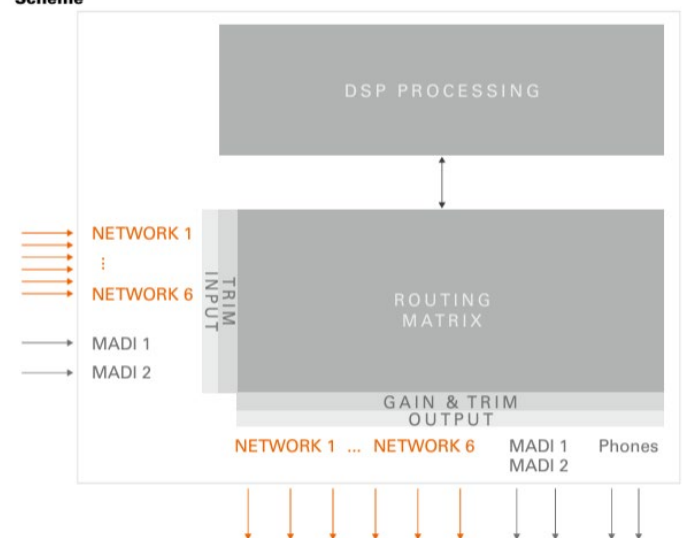 Scheme
DSP PROCESSING
NETWORK 1
⋮
NETWORK 6
MADI 1
MADI 2
INPUT
TRIM
ROUTING
MATRIX
GAIN & TRIM
OUTPUT
NETWORK 1 ... NETWORK 6 MADI 1 Phones
MADI 2